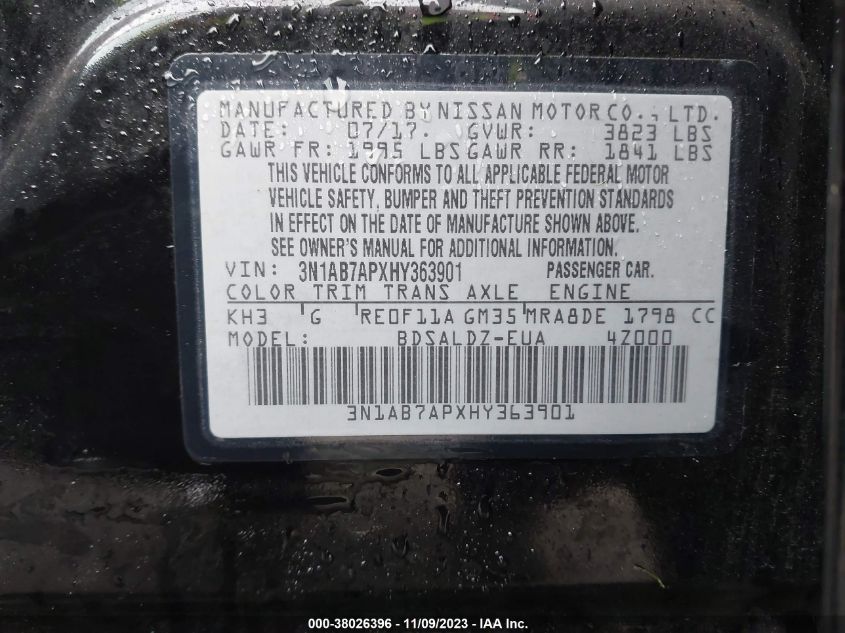 MANUFACTURED BY NISSAN MOTOR CO., LTD.
DATE: 07/17. GVWR: 3823 LBS
GAWR FR: 1995 LBS GAWR RR: 1841 LBS
THIS VEHICLE CONFORMS TO ALL APPLICABLE FEDERAL MOTOR
VEHICLE SAFETY, BUMPER AND THEFT PREVENTION STANDARDS
IN EFFECT ON THE DATE OF MANUFACTURE SHOWN ABOVE.
SEE OWNER'S MANUAL FOR ADDITIONAL INFORMATION.
VIN: 3N1AB7APXHY363901 PASSENGER CAR.
COLOR TRIM TRANS AXLE ENGINE
KH3 G RE0F11A GM35 MRA8DE 1798 CC
MODEL: BDSALDZ-EUA 4Z000
3N1AB7APXHY363901
000-38026396 - 11/09/2023 - IAA Inc.